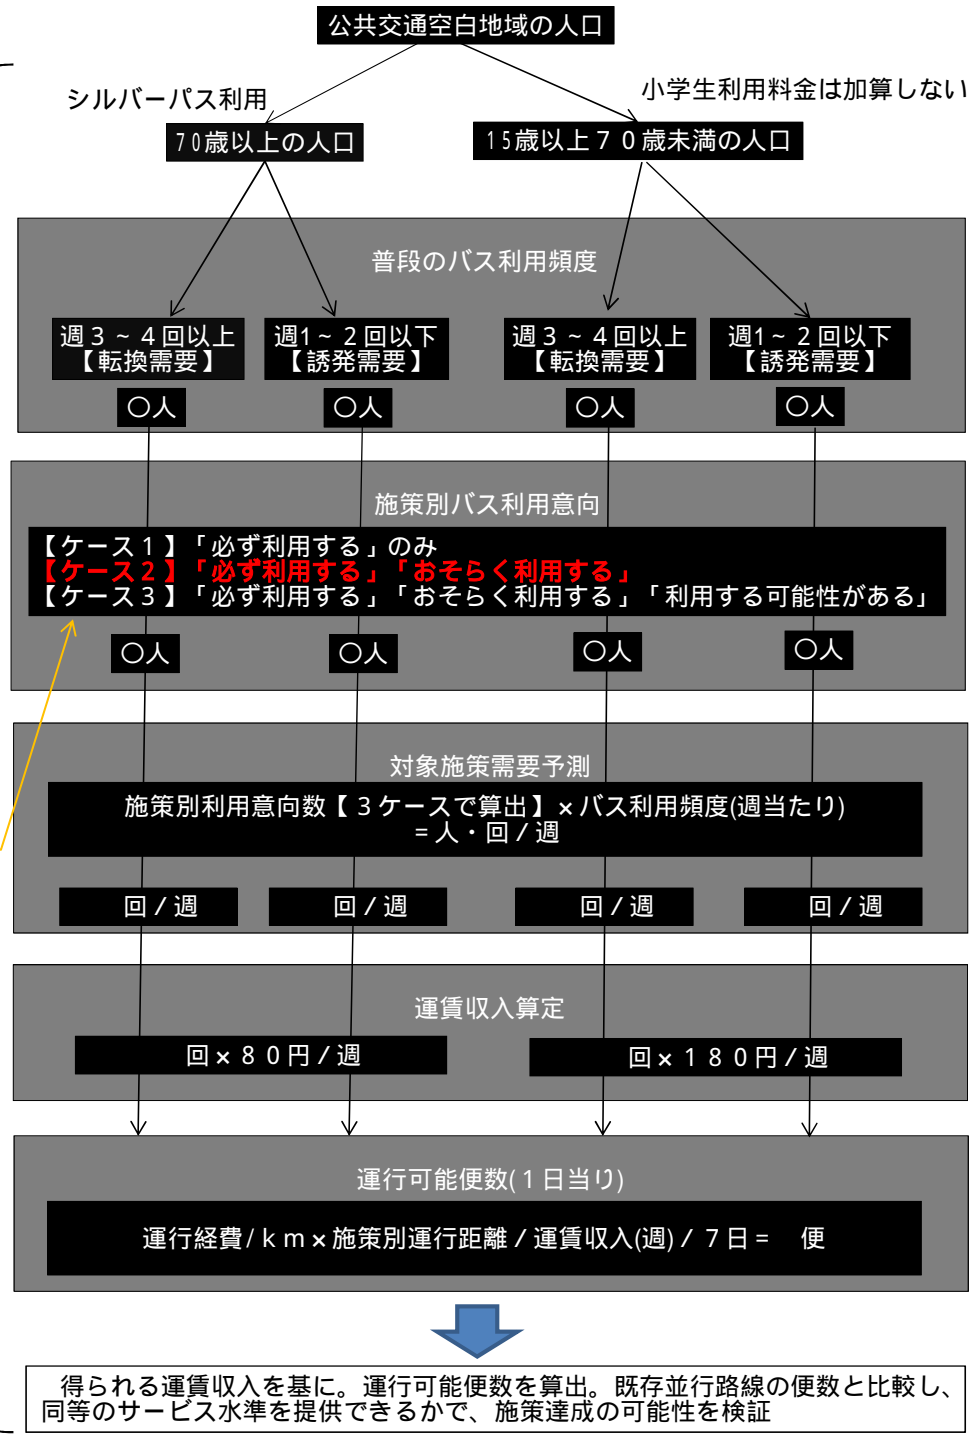 公共交通空白地域の人口
シルバーパス利用
小学生利用料金は加算しない
70歳以上の人口
15歳以上70歳未満の人口
普段のバス利用頻度
週3~4回以上
【転換需要】
週1~2回以下
【誘発需要】
週3~4回以上
【転換需要】
週1~2回以下
【誘発需要】
〇人
〇人
〇人
〇人
施策別バス利用意向
【ケース1】「必ず利用する」のみ
【ケース2】「必ず利用する」「おそらく利用する」
【ケース3】「必ず利用する」「おそらく利用する」「利用する可能性がある」
〇人
〇人
〇人
〇人
対象施策需要予測
施策別利用意向数【3ケースで算出】×バス利用頻度(週当たり)
=人・回/週
回/週
回/週
回/週
回/週
運賃収入算定
回×80円/週
回×180円/週
運行可能便数(1日当り)
運行経費/km×施策別運行距離/運賃収入(週)/7日= 便
得られる運賃収入を基に。運行可能便数を算出。既存並行路線の便数と比較し、
同等のサービス水準を提供できるかで、施策達成の可能性を検証